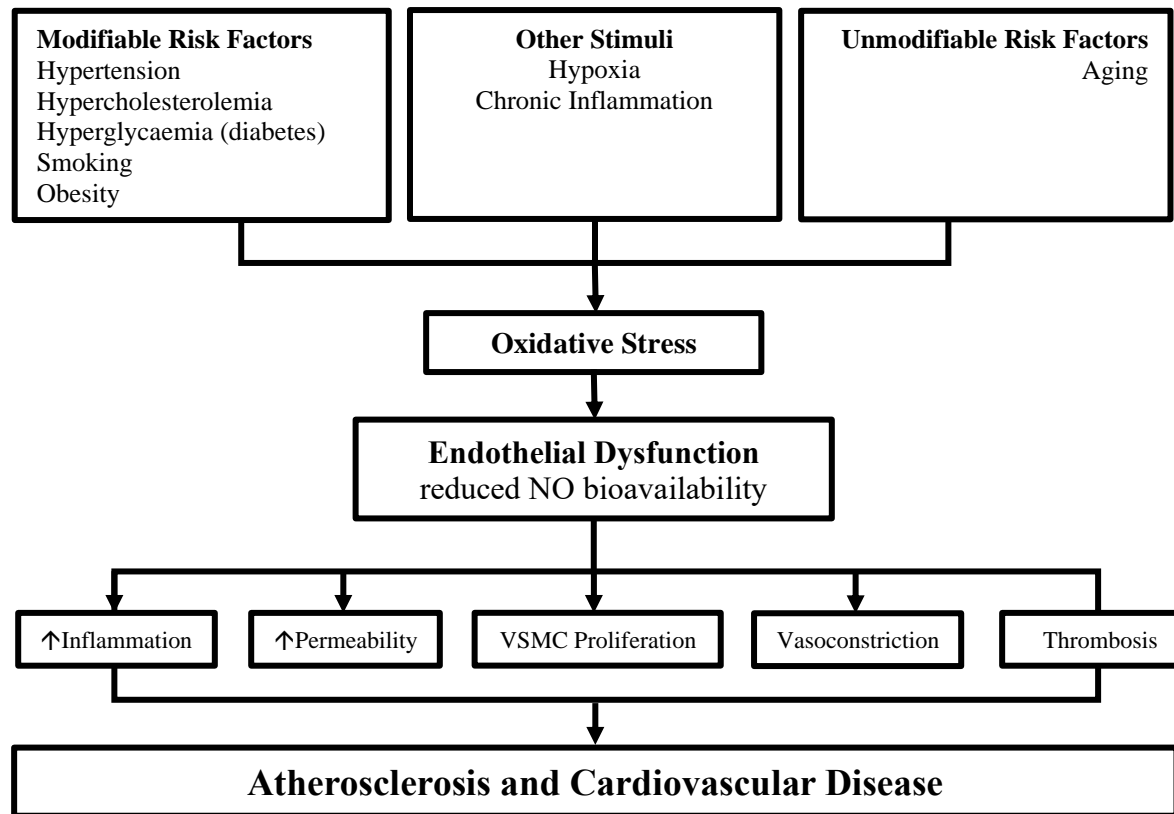 Modifiable Risk Factors
Hypertension
Hypercholesterolemia
Hyperglycaemia (diabetes)
Smoking
Obesity
Other Stimuli
Hypoxia
Chronic Inflammation
Unmodifiable Risk Factors
Aging
Oxidative Stress
Endothelial Dysfunction
reduced NO bioavailability
↑Inflammation
↑Permeability
VSMC Proliferation
Vasoconstriction
Thrombosis
Atherosclerosis and Cardiovascular Disease